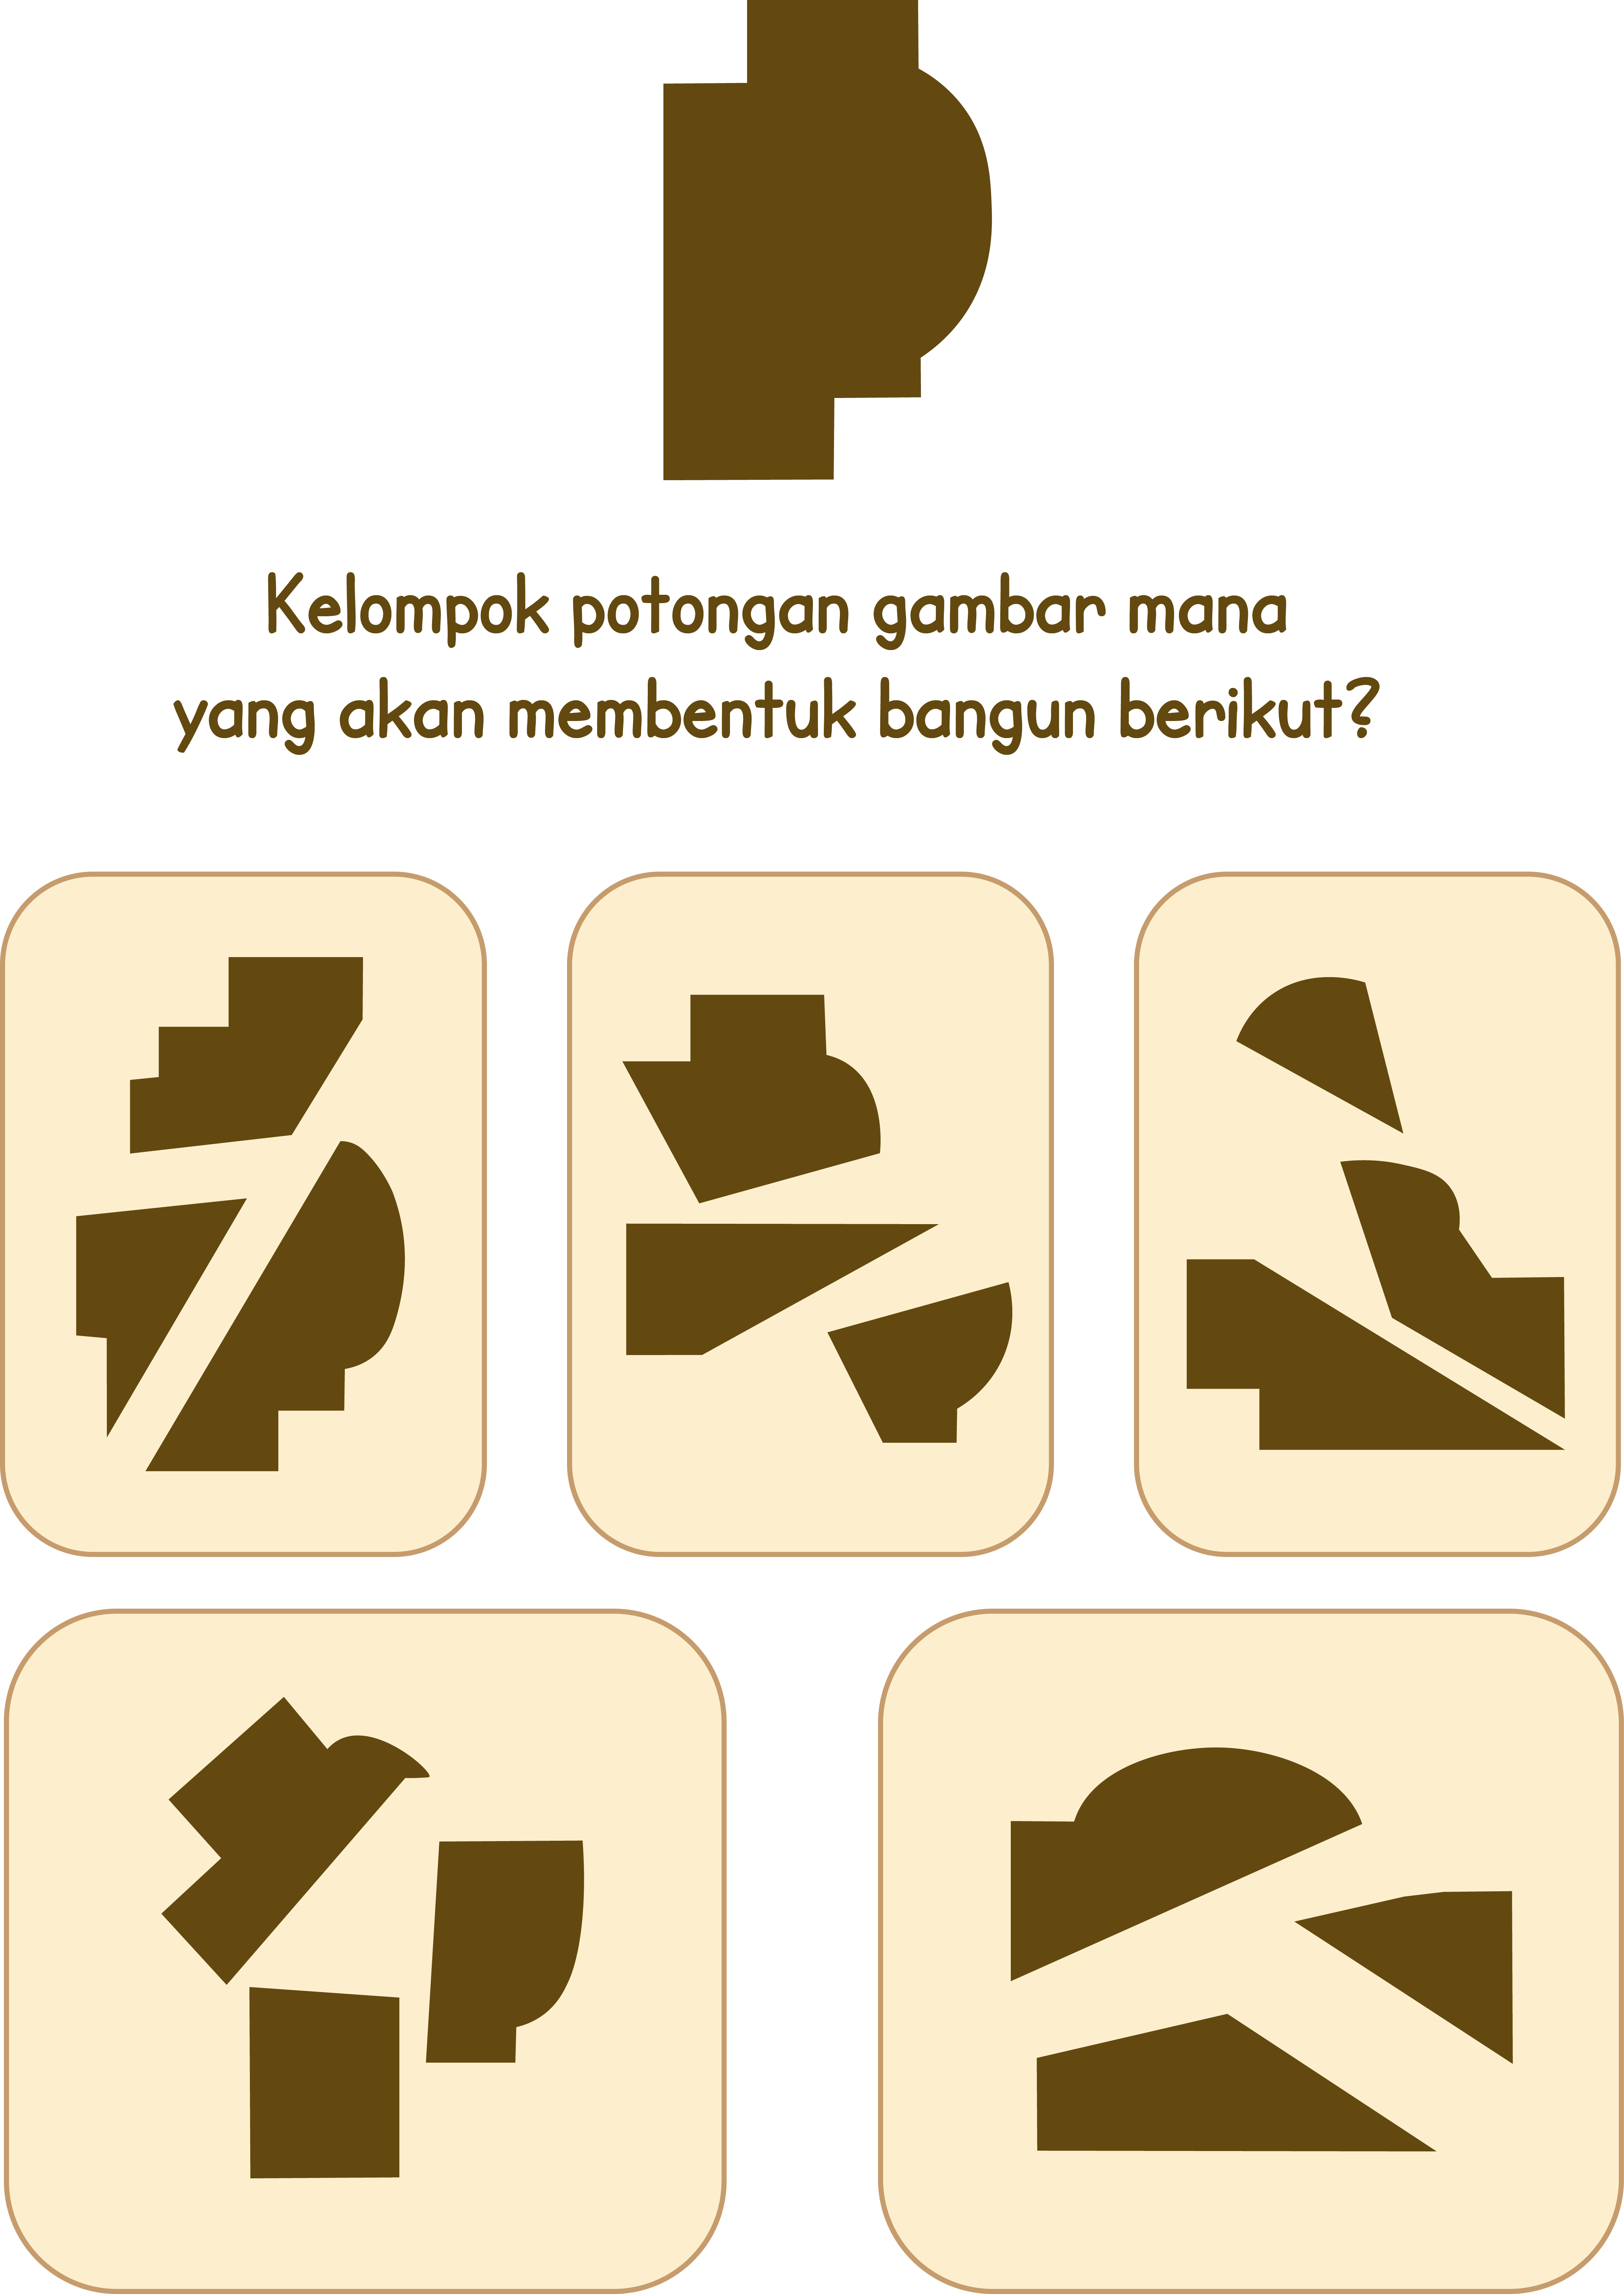 Kelompok potongan gambar mana
yang akan membentuk bangun berikut?